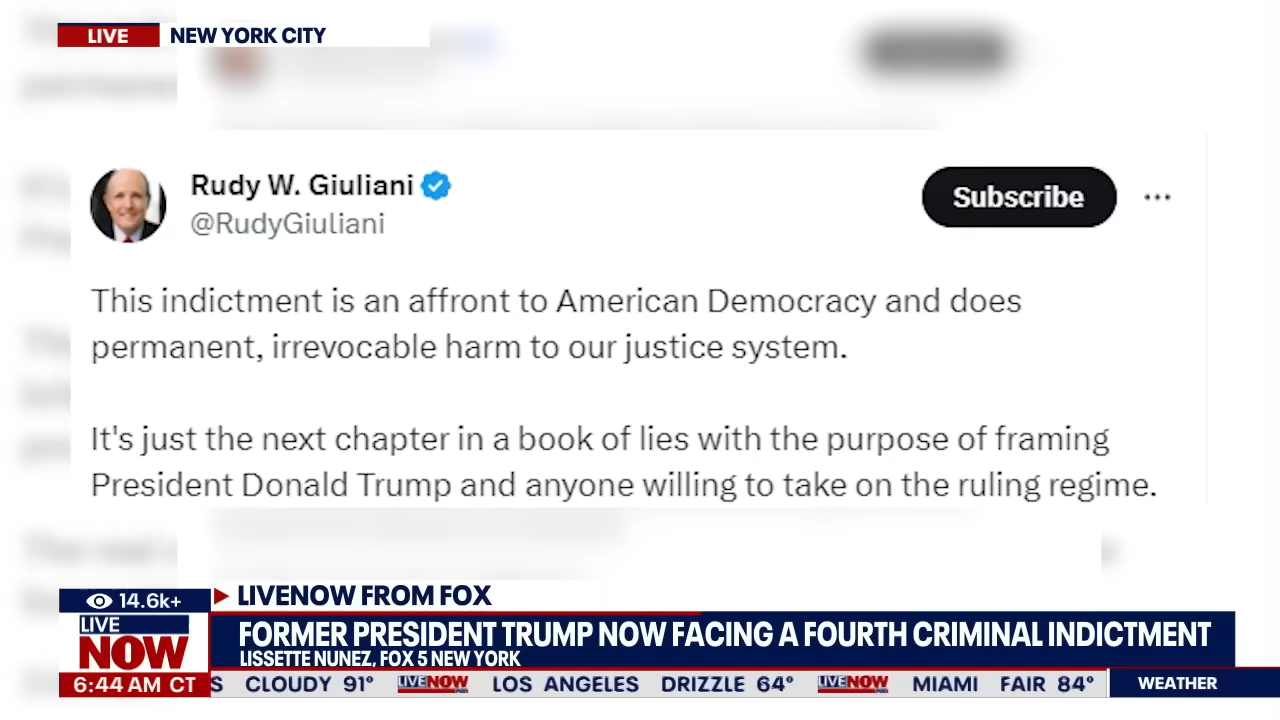 LIVE NEW YORK CITY
Rudy W. Giuliani
@RudyGiuliani
Subscribe
This indictment is an affront to American Democracy and does
permanent, irrevocable harm to our justice system.
It's just the next chapter in a book of lies with the purpose of framing
President Donald Trump and anyone willing to take on the ruling regime.
14.6k+
LIVENOW FROM FOX
LIVE
NOW
FORMER PRESIDENT TRUMP NOW FACING A FOURTH CRIMINAL INDICTMENT
LISSETTE NUNEZ, FOX 5 NEW YORK
6:44 AM CT S CLOUDY 91° LIVENOW LOS ANGELES DRIZZLE 64° LIVENOW MIAMI FAIR 84° WEATHER